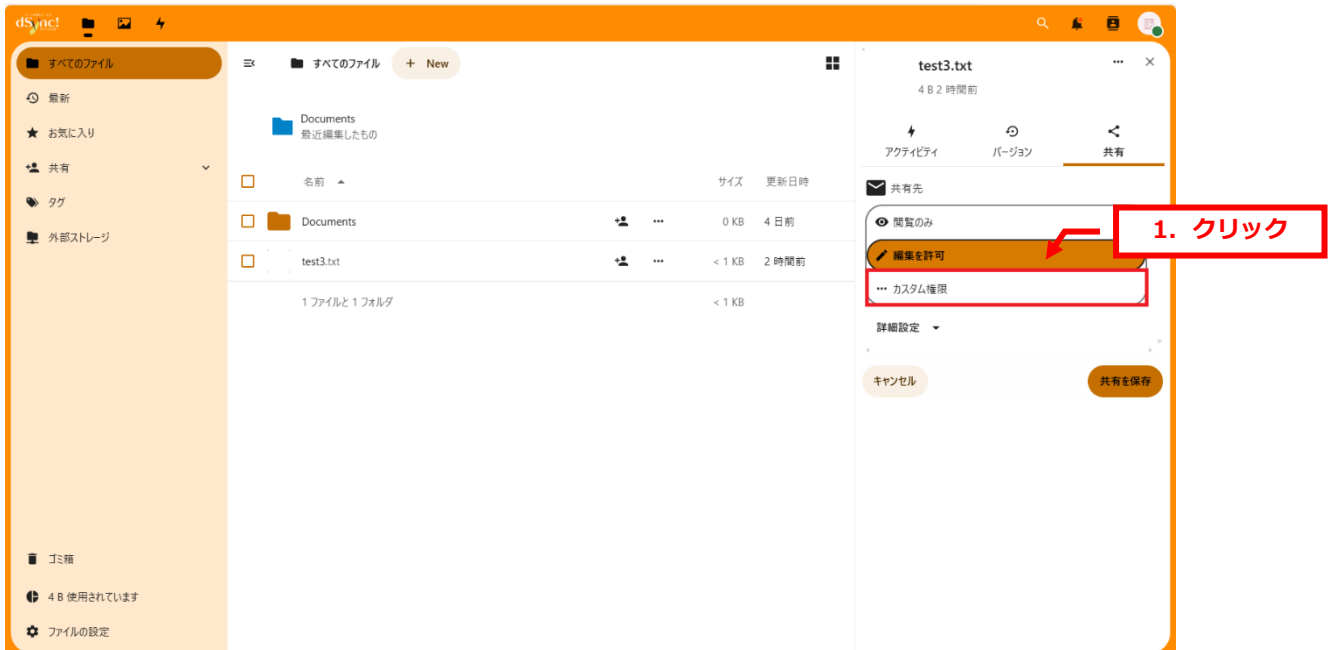 dSync!
すべてのファイル
最新
お気に入り
共有
タグ
外部ストレージ
ゴミ箱
4 B 使用されています
ファイルの設定
すべてのファイル
+ New
Documents
最近編集したもの
名前
サイズ
更新日時
Documents
0 KB
4 日前
test3.txt
< 1 KB
2 時間前
1 ファイルと 1 フォルダ
< 1 KB
test3.txt
4 B 2 時間前
アクティビティ
バージョン
共有
共有先
閲覧のみ
編集を許可
カスタム権限
詳細設定
キャンセル
共有を保存
1. クリック